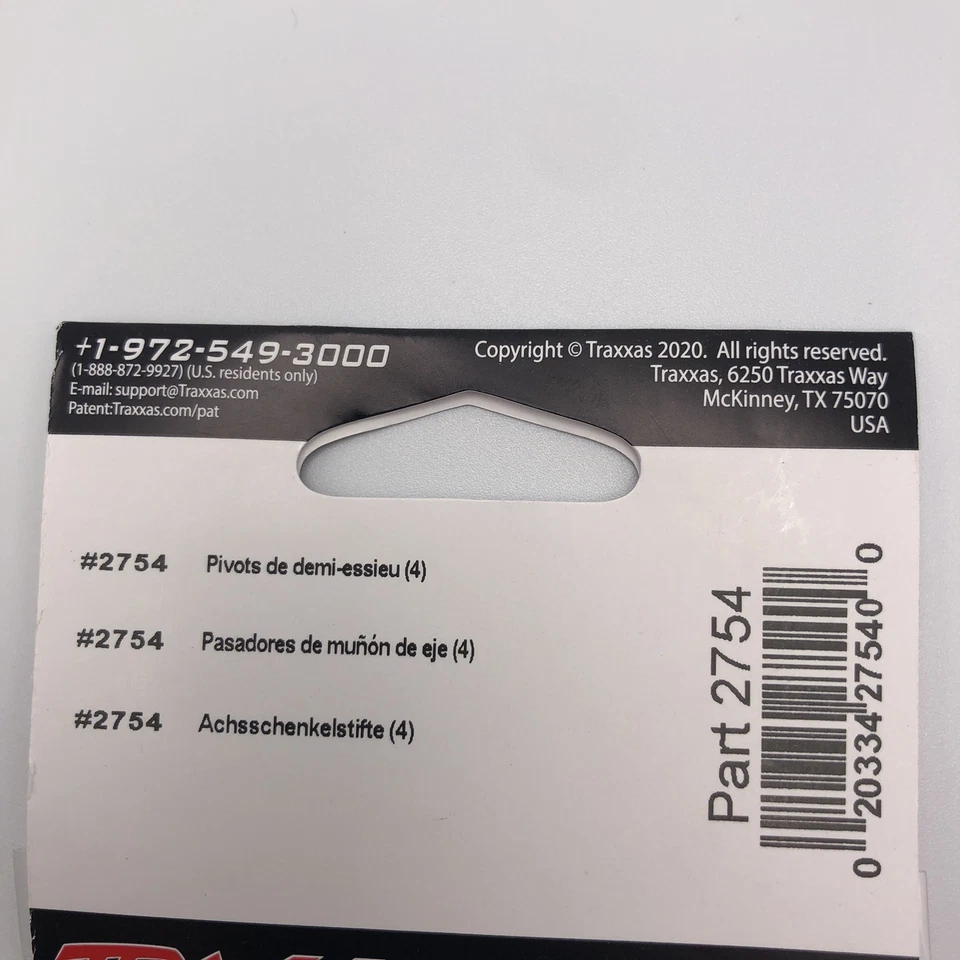 +1-972-549-3000
(1-888-872-9927) (U.S. residents only)
E-mail: support@Traxxas.com
Patent:Traxxas.com/pat
Copyright © Traxxas 2020. All rights reserved.
Traxxas, 6250 Traxxas Way
McKinney, TX 75070
USA
#2754 Pivots de demi-essieu (4)
#2754 Pasadores de muñón de eje (4)
#2754 Achsschenkelstifte (4)
Part 2754
0 20334 27540 0